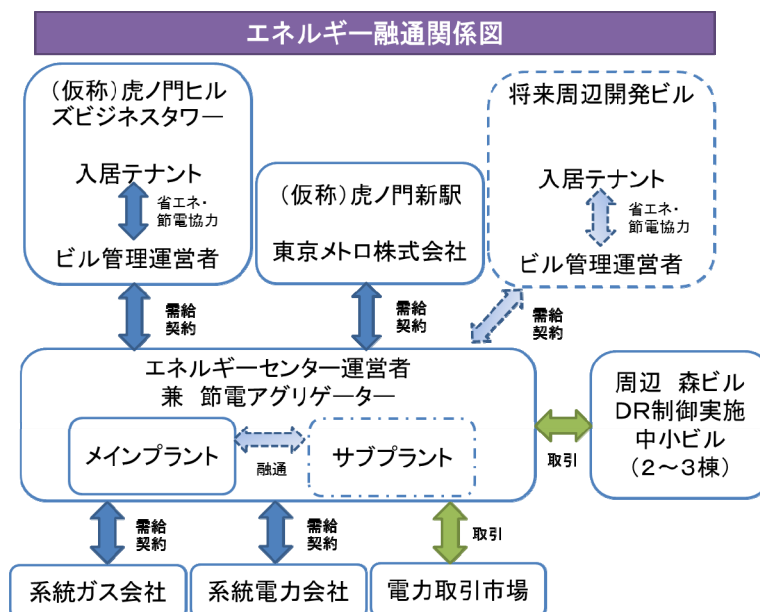 エネルギー融通関係図
（仮称）虎ノ門ヒル
ズビジネスタワー
入居テナント
省エネ・
節電協力
ビル管理運営者
（仮称）虎ノ門新駅
東京メトロ株式会社
将来周辺開発ビル
入居テナント
省エネ・
節電協力
ビル管理運営者
需給
契約
需給
契約
需給
契約
エネルギーセンター運営者
兼　節電アグリゲーター
メインプラント
融通
サブプラント
取引
周辺　森ビル
DR制御実施
中小ビル
（２～３棟）
需給
契約
需給
契約
取引
系統ガス会社
系統電力会社
電力取引市場